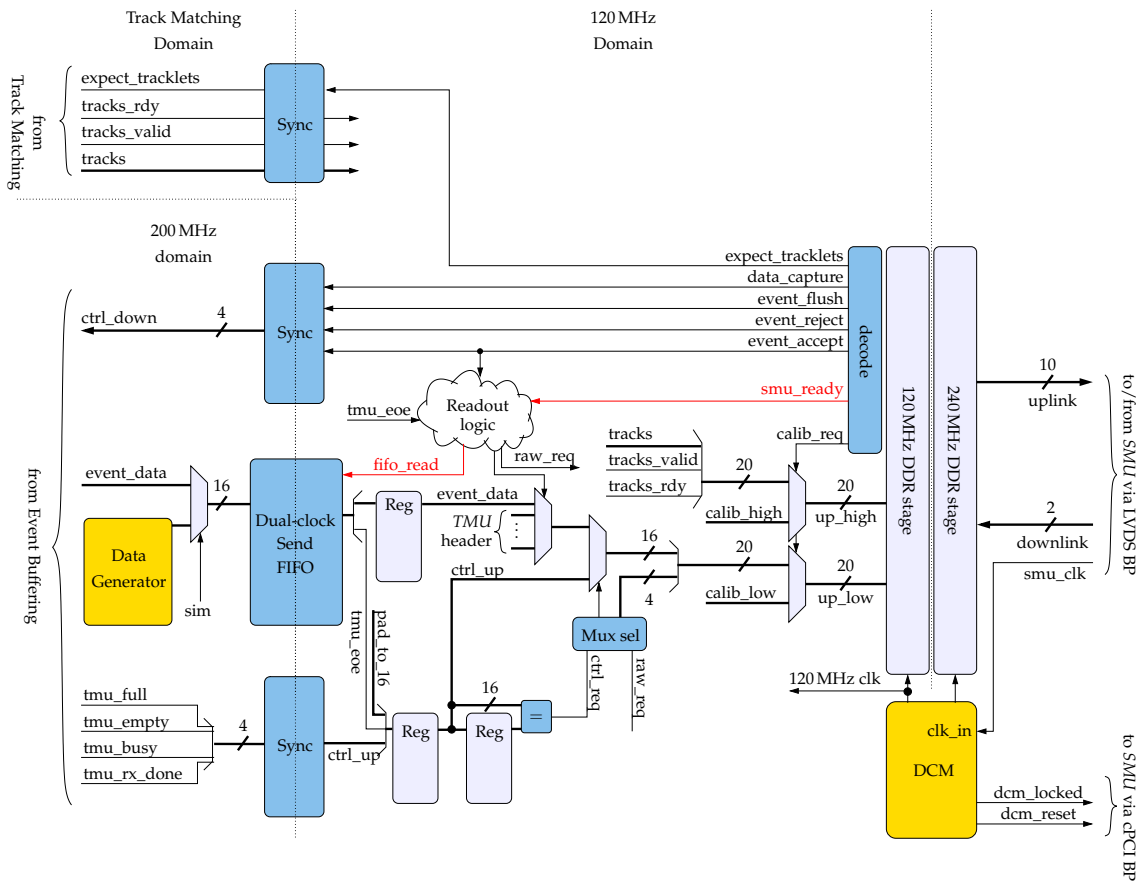 Track Matching
Domain
120 MHz
Domain
from
Track Matching
expect_tracklets
tracks_rdy
tracks_valid
tracks
Sync
200 MHz
domain
ctrl_down
4
Sync
expect_tracklets
data_capture
event_flush
event_reject
event_accept
decode
smu_ready
calib_req
120 MHz DDR stage
240 MHz DDR stage
10
uplink
2
downlink
smu_clk
to/from SMU via LVDS BP
from Event Buffering
tmu_eoe
Readout
logic
raw_req
fifo_read
event_data
16
Data
Generator
sim
Dual-clock
Send
FIFO
Reg
event_data
TMU
header
...
ctrl_up
tracks
tracks_valid
tracks_rdy
20
calib_high
20
up_high
16
4
20
calib_low
20
up_low
Mux sel
tmu_eoe
pad_to_16
ctrl_req
raw_req
16
=
tmu_full
tmu_empty
tmu_busy
tmu_rx_done
4
Sync
ctrl_up
Reg
Reg
120 MHz clk
clk_in
DCM
dcm_locked
dcm_reset
to SMU via cPCI BP